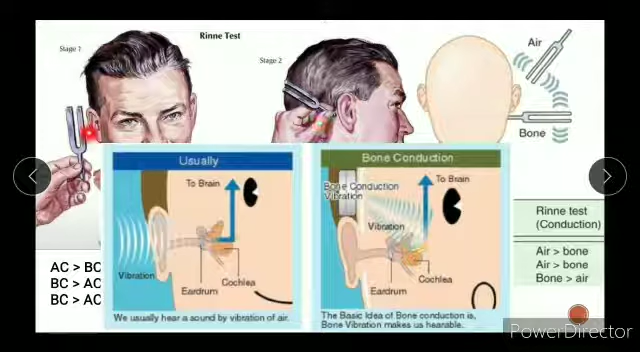 Rinne Test
Stage 1
Stage 2
Air
Bone
Usually
To Brain
Vibration
Eardrum
Cochlea
We usually hear a sound by vibration of air.
Bone Conduction
Bone Conduction
Vibration
To Brain
Vibration
Cochlea
Eardrum
The Basic Idea of Bone conduction is,
Bone Vibration makes us hearable.
Rinne test
(Conduction)
Air > bone
Air > bone
Bone > air
AC > BC
BC > AC
BC > AC
PowerDirector